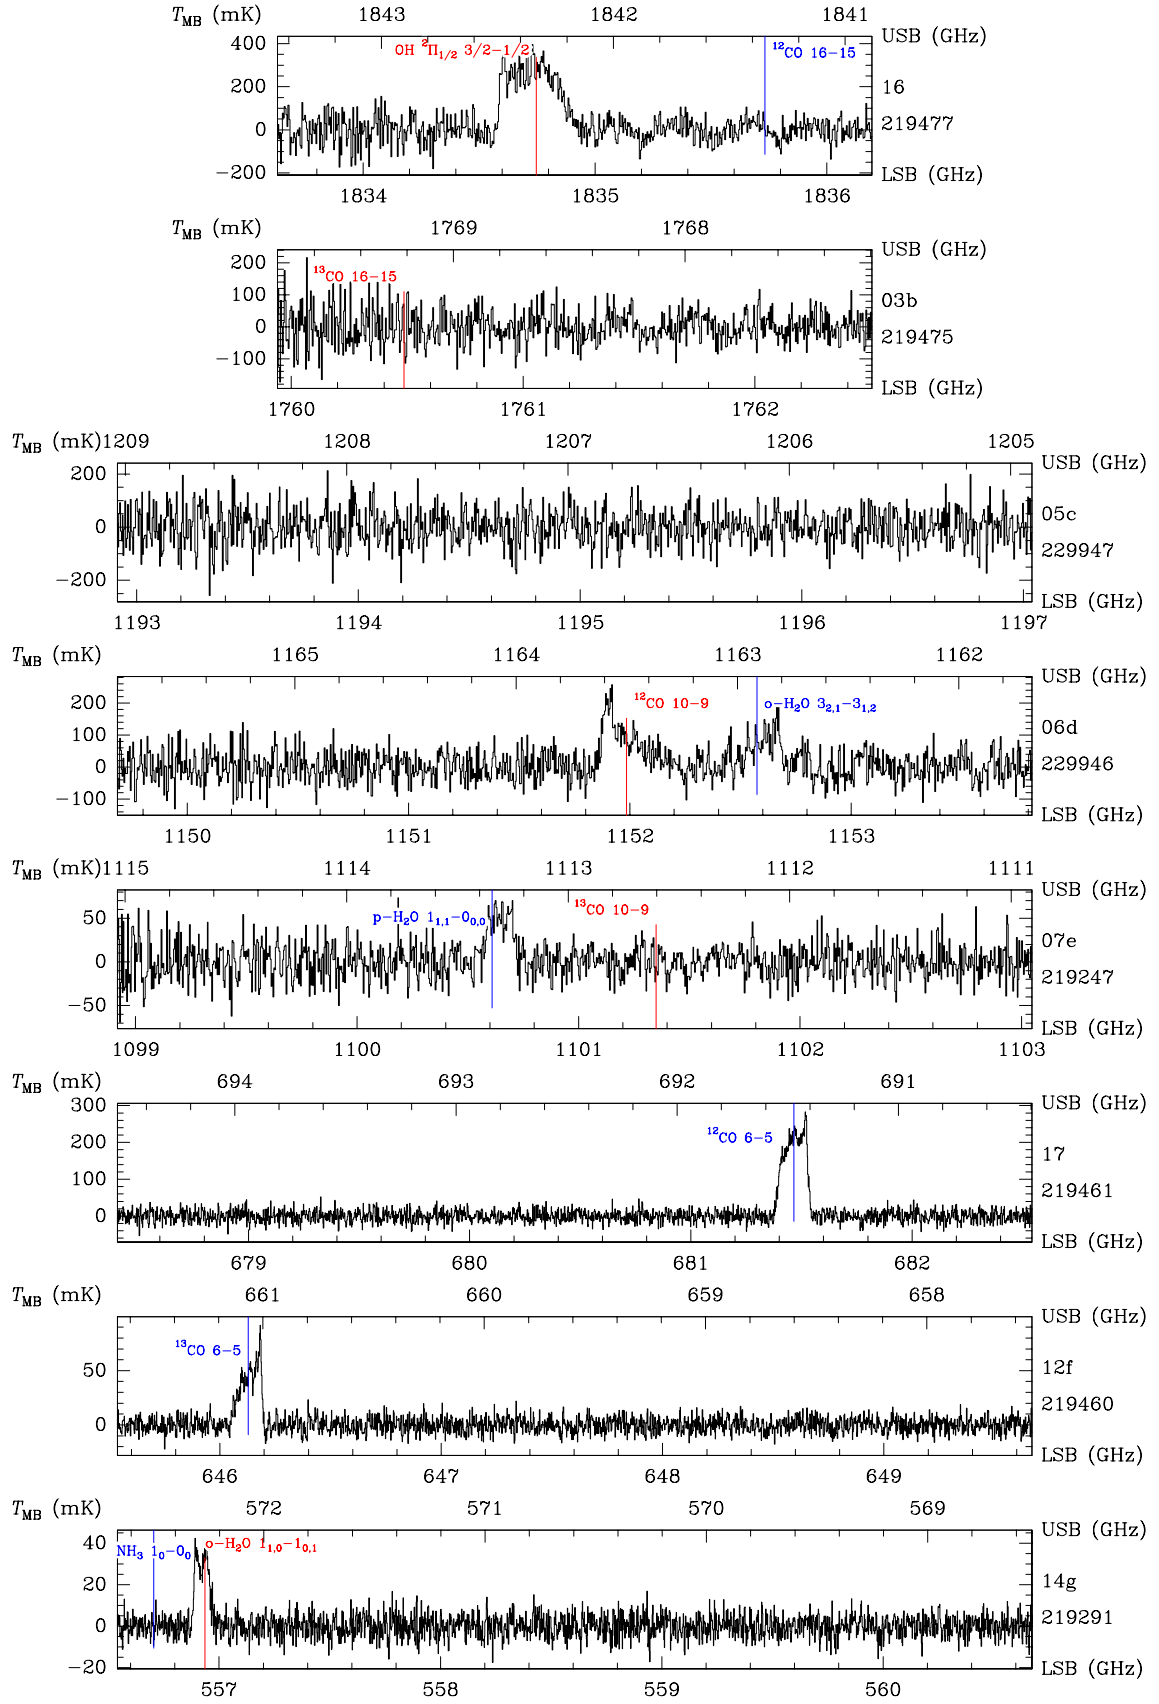 T_MB (mK) 1843 1842 1841
USB (GHz)
400
OH ²Π₁/₂ 3/2−1/2
¹²CO 16−15
200
16
0
219477
−200
LSB (GHz)
1834 1835 1836
T_MB (mK) 1769 1768
USB (GHz)
200
¹³CO 16−15
100
03b
0
219475
−100
LSB (GHz)
1760 1761 1762
T_MB (mK) 1209 1208 1207 1206 1205
USB (GHz)
200
05c
0
229947
−200
LSB (GHz)
1193 1194 1195 1196 1197
T_MB (mK) 1165 1164 1163 1162
USB (GHz)
200
¹²CO 10−9
o−H₂O 3₂,₁−3₁,₂
06d
100
0
229946
−100
LSB (GHz)
1150 1151 1152 1153
T_MB (mK) 1115 1114 1113 1112 1111
USB (GHz)
50
p−H₂O 1₁,₁−0₀,₀
¹³CO 10−9
07e
0
219247
−50
LSB (GHz)
1099 1100 1101 1102 1103
T_MB (mK) 694 693 692 691
USB (GHz)
300
¹²CO 6−5
200
17
100
219461
0
LSB (GHz)
679 680 681 682
T_MB (mK) 661 660 659 658
USB (GHz)
¹³CO 6−5
50
12f
219460
0
LSB (GHz)
646 647 648 649
T_MB (mK) 572 571 570 569
USB (GHz)
40
NH₃ 1₀−0₀
o−H₂O 1₁,₀−1₀,₁
20
14g
0
219291
−20
LSB (GHz)
557 558 559 560